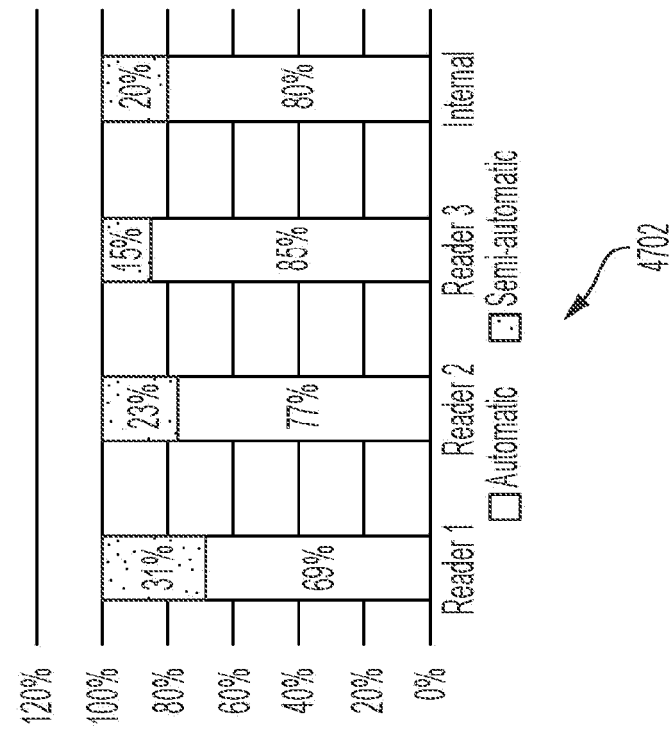 120%
100%
80%
60%
40%
20%
0%
31% 23% 15% 20%
69% 77% 85% 80%
Reader 1 Reader 2 Reader 3 Internal
Automatic Semi-automatic
4702